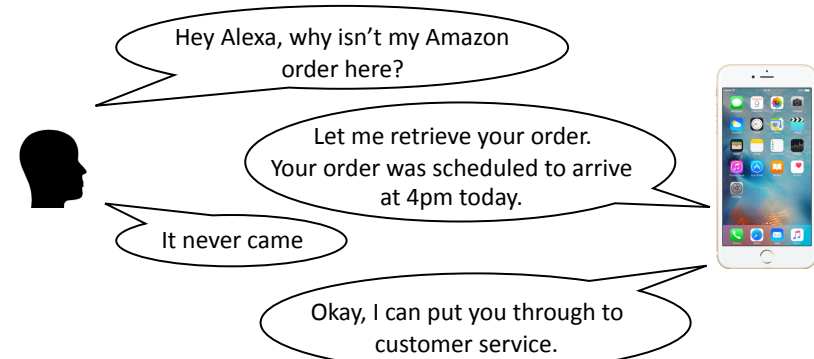 Hey Alexa, why isn’t my Amazon
order here?
Let me retrieve your order.
Your order was scheduled to arrive
at 4pm today.
It never came
Okay, I can put you through to
customer service.